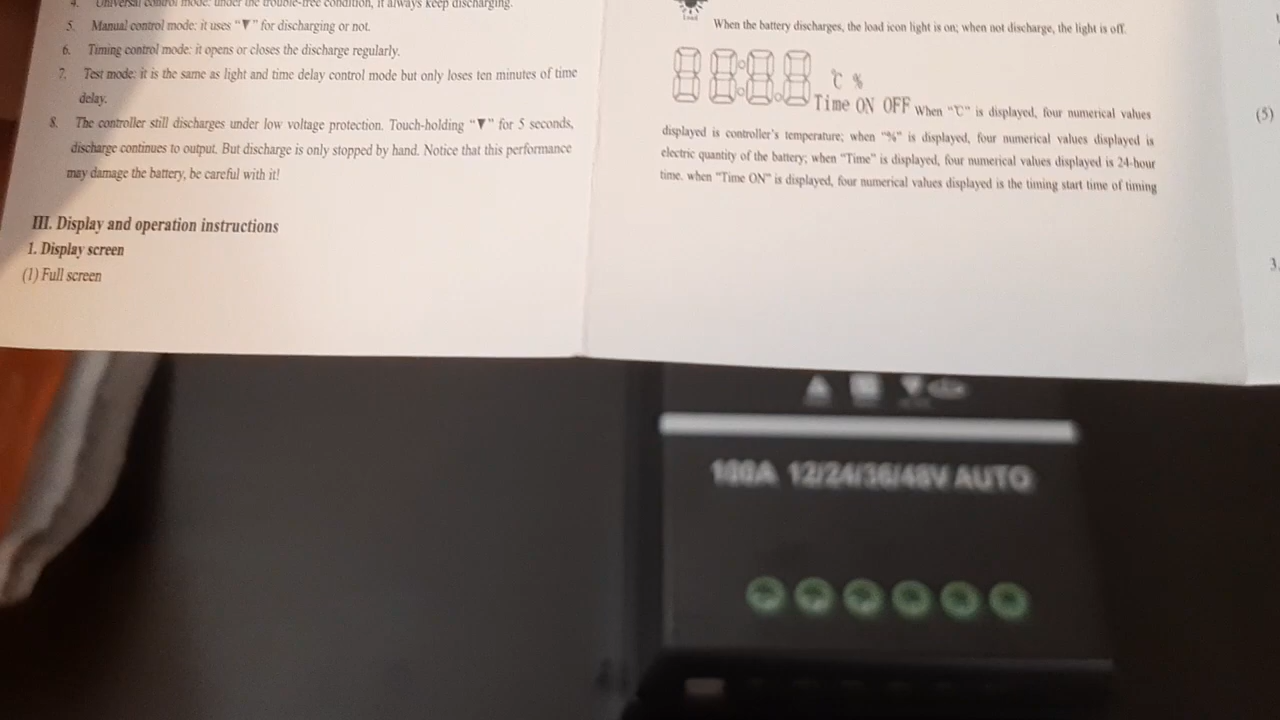 4. Universal control mode: under the trouble-free condition, it always keep discharging.
5. Manual control mode: it uses “▼” for discharging or not.
6. Timing control mode: it opens or closes the discharge regularly.
7. Test mode: it is the same as light and time delay control mode but only loses ten minutes of time
delay.
8. The controller still discharges under low voltage protection. Touch-holding “▼” for 5 seconds,
discharge continues to output. But discharge is only stopped by hand. Notice that this performance
may damage the battery, be careful with it!
III. Display and operation instructions
1. Display screen
(1) Full screen
Load
When the battery discharges, the load icon light is on; when not discharge, the light is off.
88:8.8 ℃ %
Time ON OFF When “℃” is displayed, four numerical values
displayed is controller's temperature; when “%” is displayed, four numerical values displayed is
electric quantity of the battery; when “Time” is displayed, four numerical values displayed is 24-hour
time. when “Time ON” is displayed, four numerical values displayed is the timing start time of timing
(5)
3.
100A 12/24/36/48V AUTO